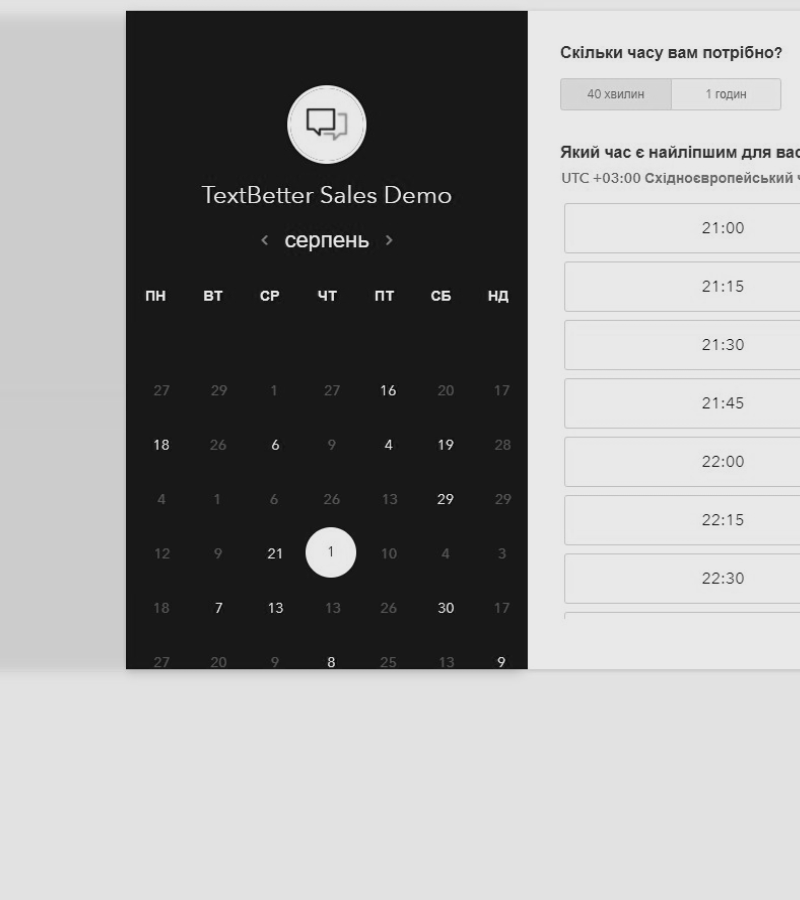 TextBetter Sales Demo
серпень
ПН ВТ СР ЧТ ПТ СБ НД
27 29 1 27 16 20 17
18 26 6 9 4 19 28
4 1 6 26 13 29 29
12 9 21 1 10 4 3
18 7 13 13 26 30 17
27 20 9 8 25 13 9
Скільки часу вам потрібно?
40 хвилин 1 годин
Який час є найліпшим для вас
UTC +03:00 Східноєвропейський
21:00
21:15
21:30
21:45
22:00
22:15
22:30